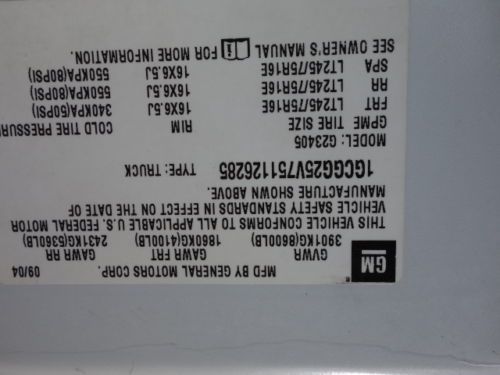 GM
MFD BY GENERAL MOTORS CORP. 09/04
GVWR GAWR FRT GAWR RR
3901KG(8600LB) 1860KG(4100LB) 2431KG(5360LB)
THIS VEHICLE CONFORMS TO ALL APPLICABLE U.S. FEDERAL MOTOR
VEHICLE SAFETY STANDARDS IN EFFECT ON THE DATE OF
MANUFACTURE SHOWN ABOVE.
1GCGG25V751126285 TYPE: TRUCK
MODEL: G23405
GPME TIRE SIZE RIM COLD TIRE PRESSUR
FRT LT245/75R16E 16X6.5J 340KPA(50PSI)
RR LT245/75R16E 16X6.5J 550KPA(80PSI)
SPA LT245/75R16E 16X6.5J 550KPA(80PSI)
SEE OWNER'S MANUAL FOR MORE INFORMATION.